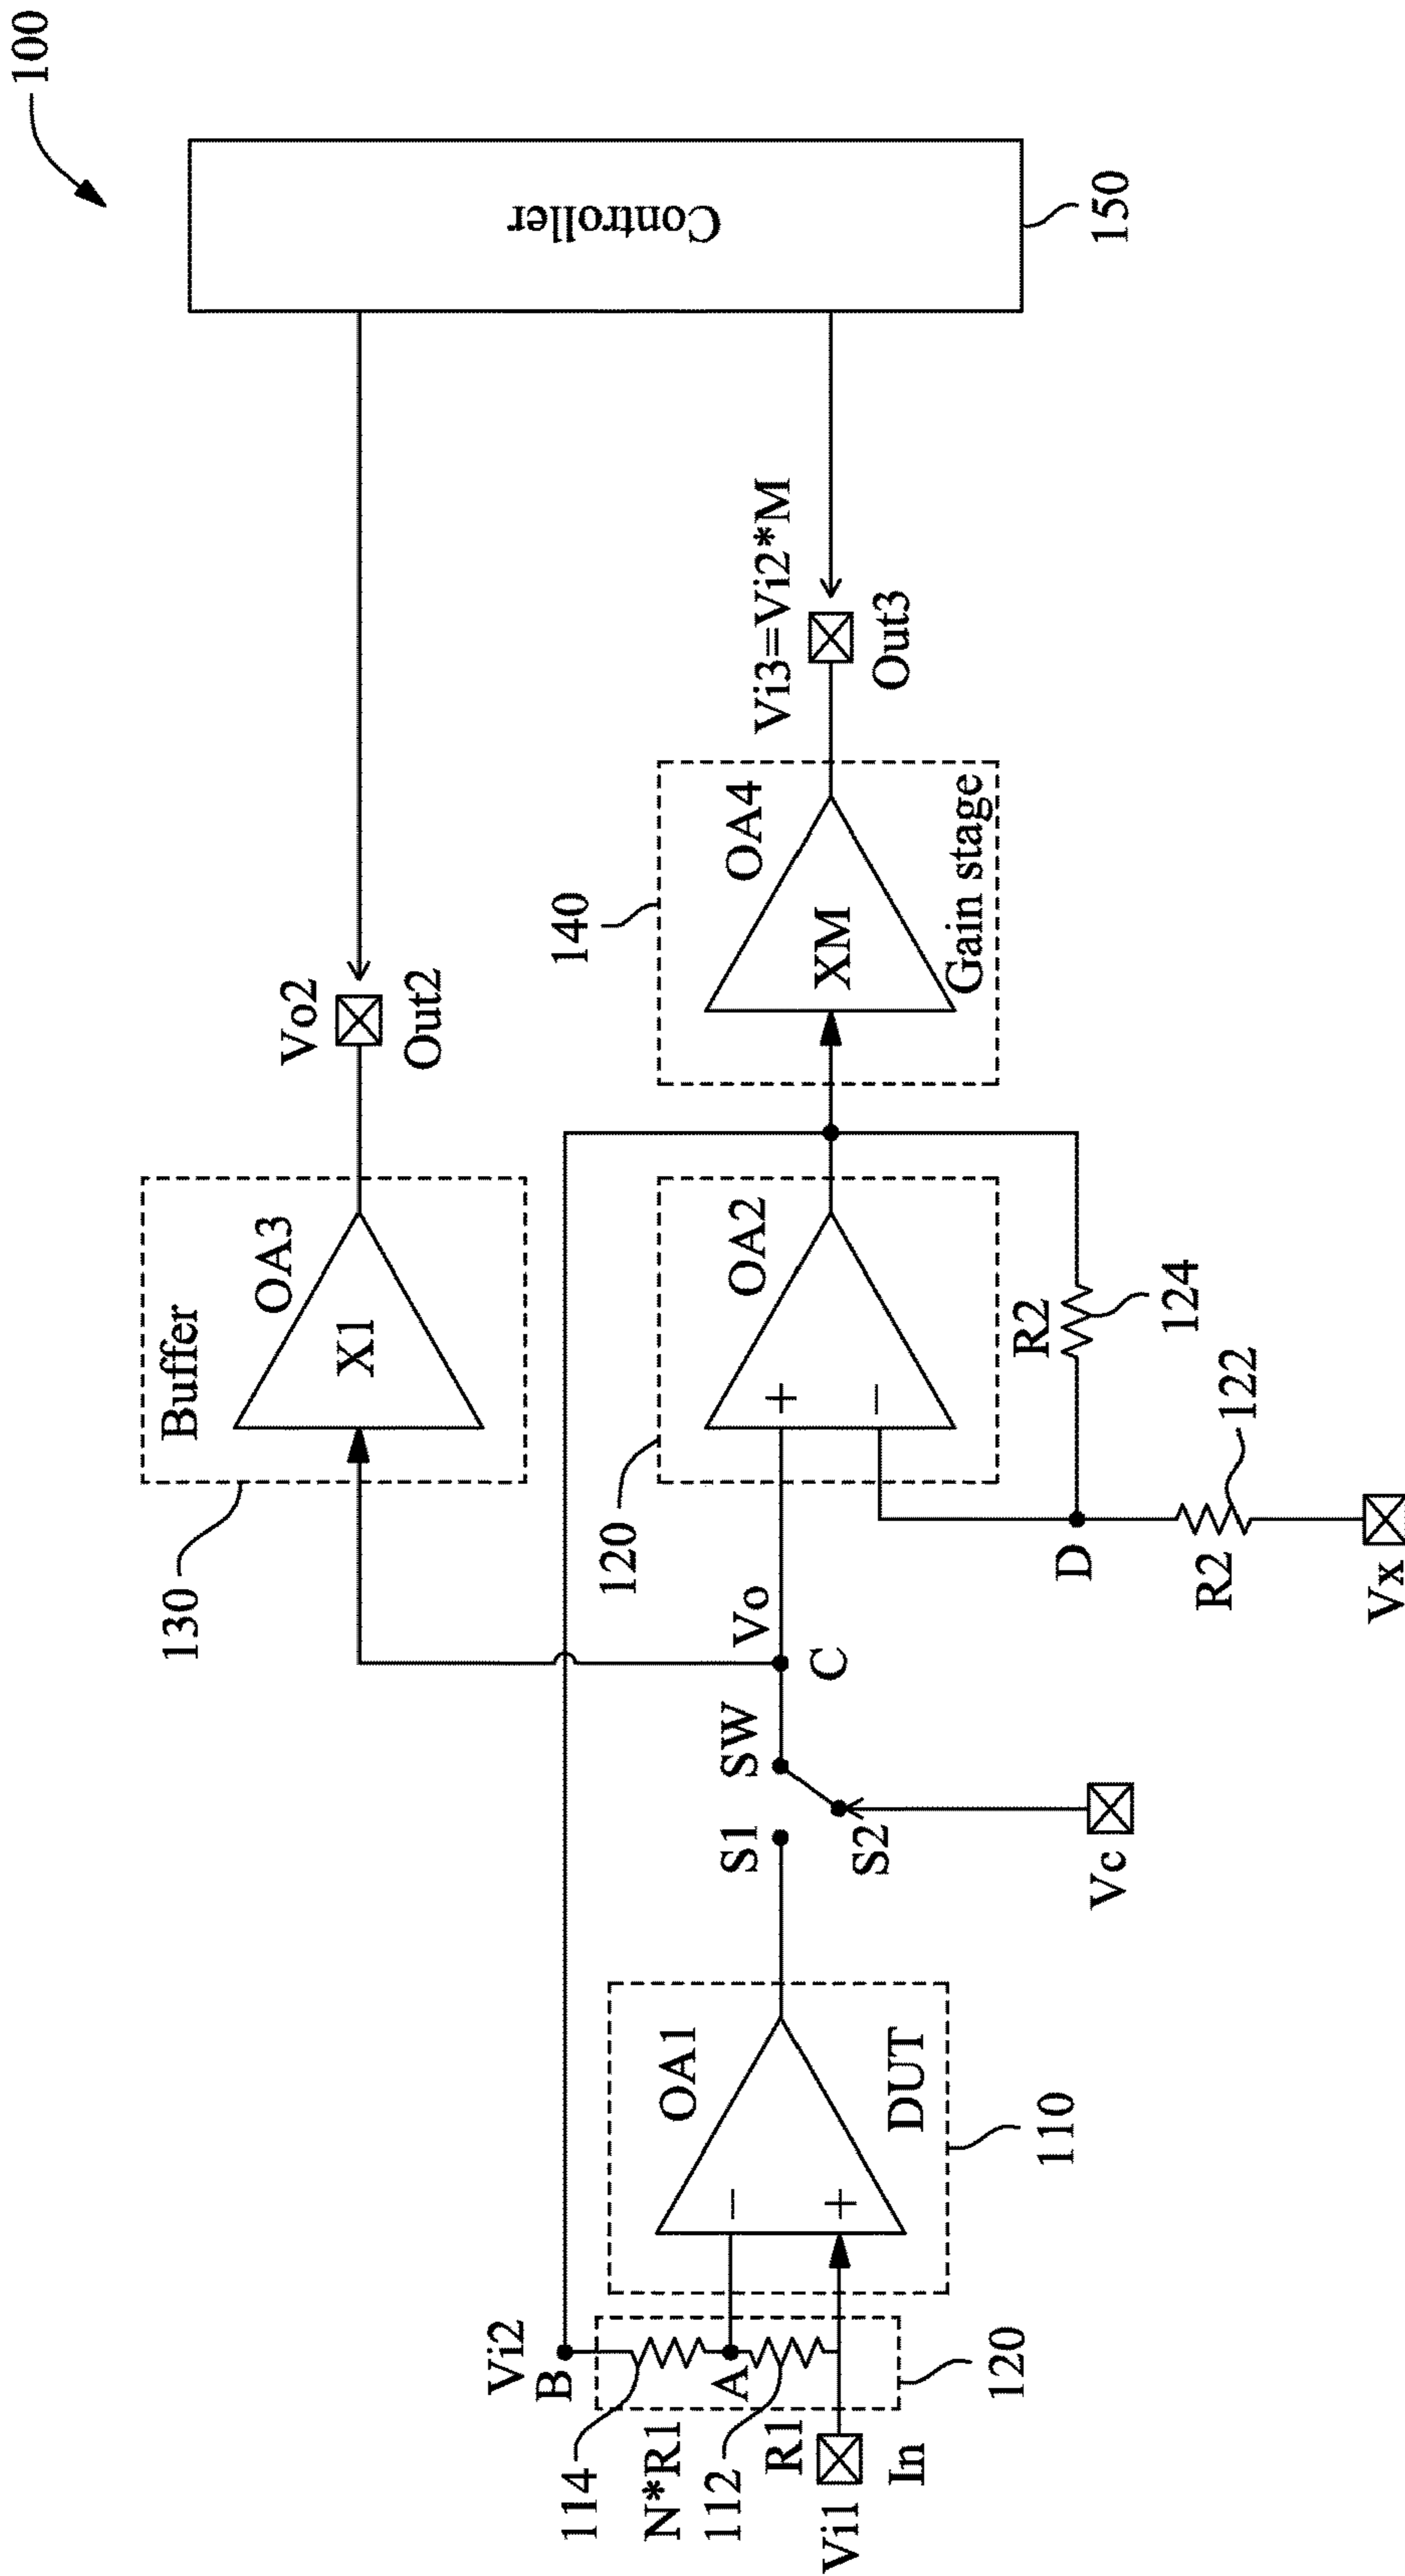 100
Controller
150
Vo2
Out2
Vi3=Vi2*M
Out3
140
OA4
XM
Gain stage
Buffer
OA3
X1
130
120
OA2
+
−
R2
124
D
R2
122
Vx
Vo
C
SW
S1
S2
Vc
OA1
−
+
DUT
110
Vi2
B
A
114
N*R1
112
R1
120
Vi1
In